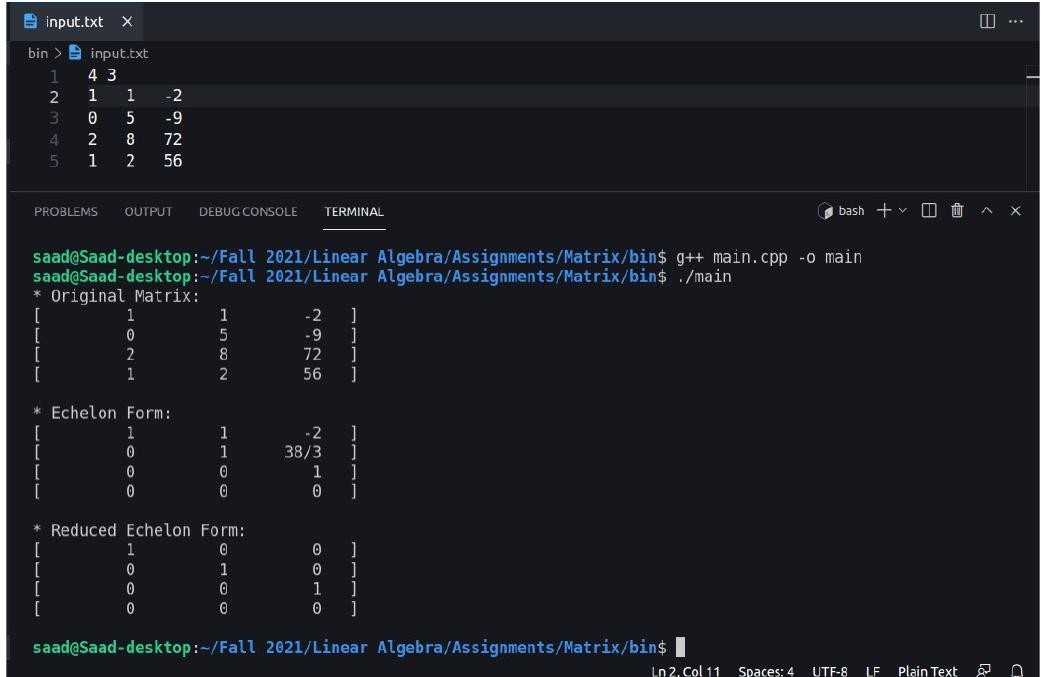 input.txt ×
bin > input.txt
1 4 3
2 1 1 -2
3 0 5 -9
4 2 8 72
5 1 2 56
PROBLEMS OUTPUT DEBUG CONSOLE TERMINAL bash
saad@Saad-desktop:~/Fall 2021/Linear Algebra/Assignments/Matrix/bin$ g++ main.cpp -o main
saad@Saad-desktop:~/Fall 2021/Linear Algebra/Assignments/Matrix/bin$ ./main
* Original Matrix:
[ 1 1 -2 ]
[ 0 5 -9 ]
[ 2 8 72 ]
[ 1 2 56 ]
* Echelon Form:
[ 1 1 -2 ]
[ 0 1 38/3 ]
[ 0 0 1 ]
[ 0 0 0 ]
* Reduced Echelon Form:
[ 1 0 0 ]
[ 0 1 0 ]
[ 0 0 1 ]
[ 0 0 0 ]
saad@Saad-desktop:~/Fall 2021/Linear Algebra/Assignments/Matrix/bin$
Ln 2, Col 11 Spaces: 4 UTF-8 LF Plain Text